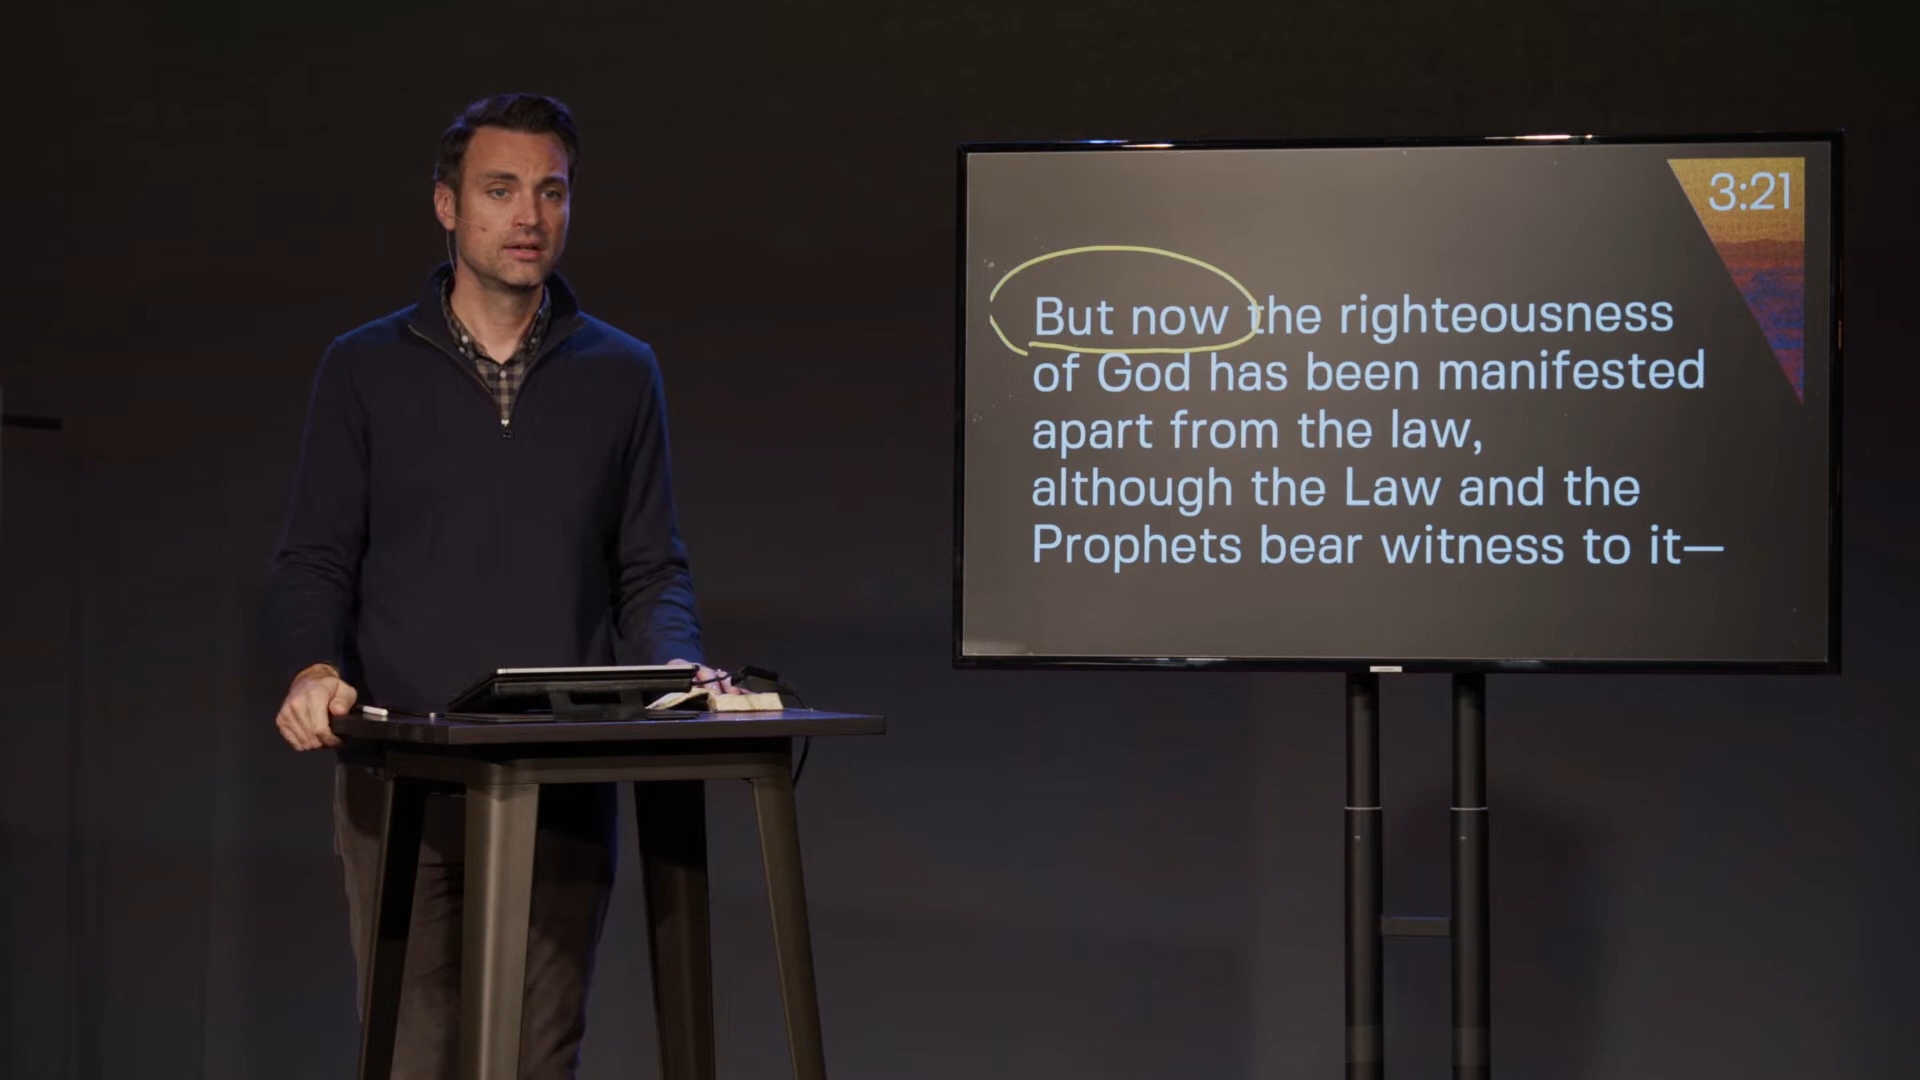 3:21
But now the righteousness
of God has been manifested
apart from the law,
although the Law and the
Prophets bear witness to it—